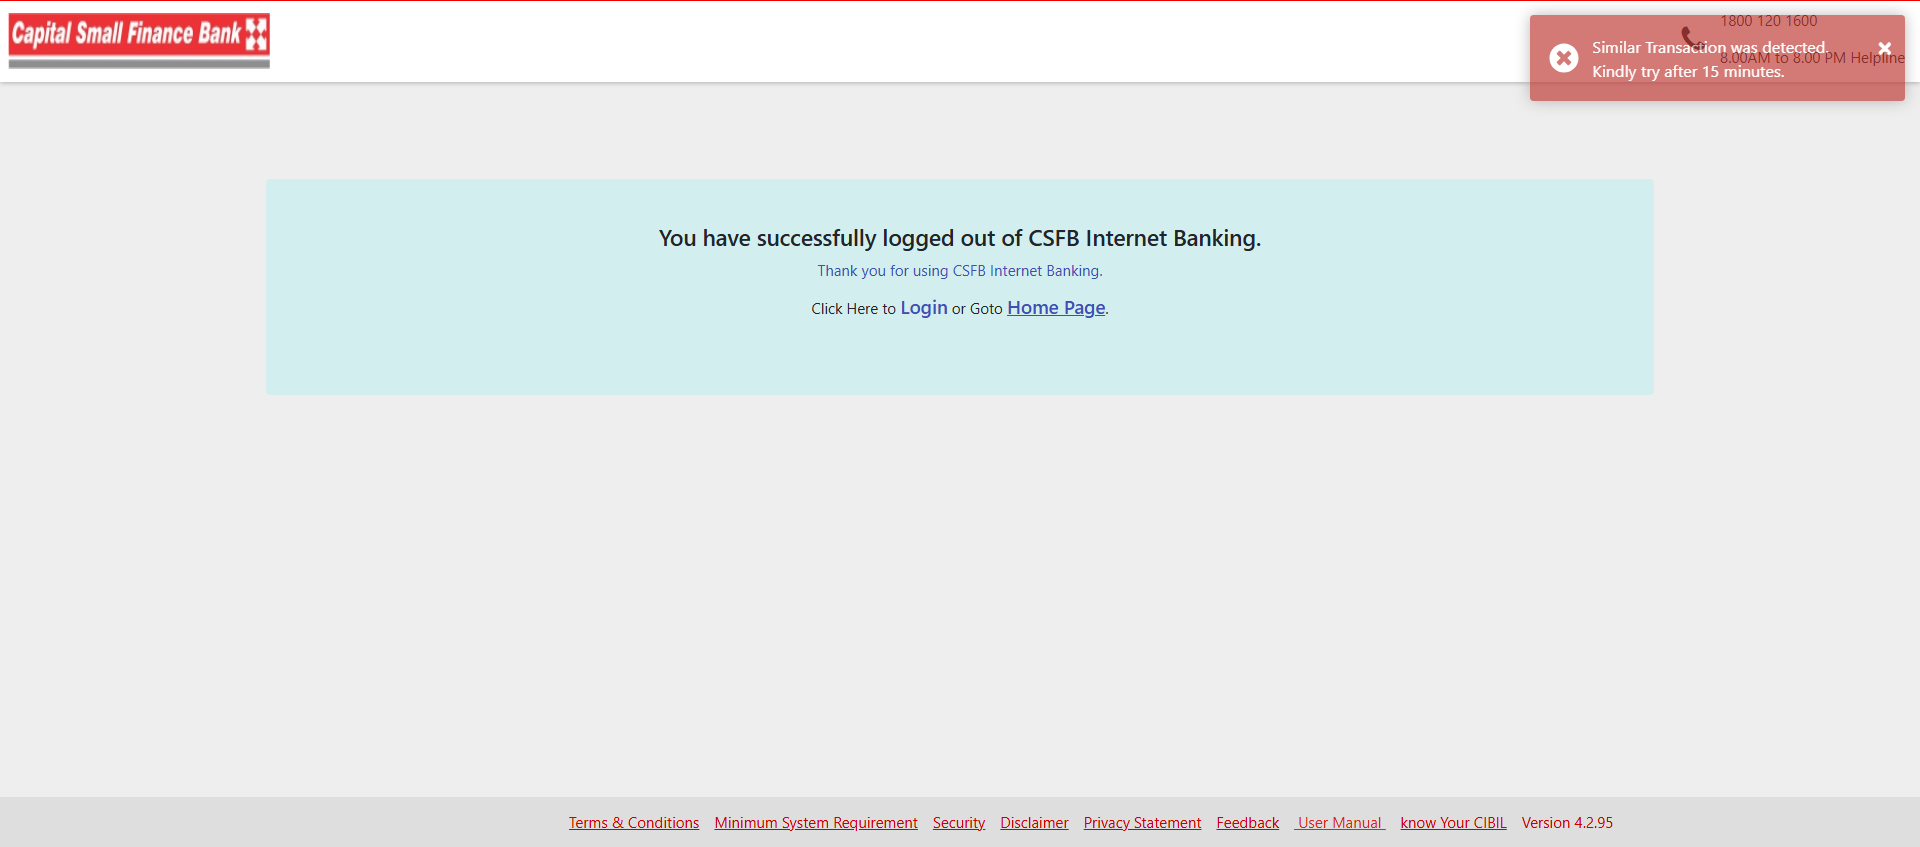 Capital Small Finance Bank
1800 120 1600
8.00AM to 8.00 PM Helpline
Similar Transaction was detected.
Kindly try after 15 minutes.
You have successfully logged out of CSFB Internet Banking.
Thank you for using CSFB Internet Banking.
Click Here to Login or Goto Home Page.
Terms & Conditions Minimum System Requirement Security Disclaimer Privacy Statement Feedback User Manual know Your CIBIL Version 4.2.95